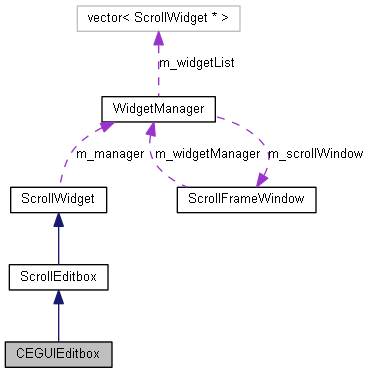 vector< ScrollWidget * >
m_widgetList
WidgetManager
m_manager
m_widgetManager
m_scrollWindow
ScrollWidget
ScrollFrameWindow
ScrollEditbox
CEGUIEditbox